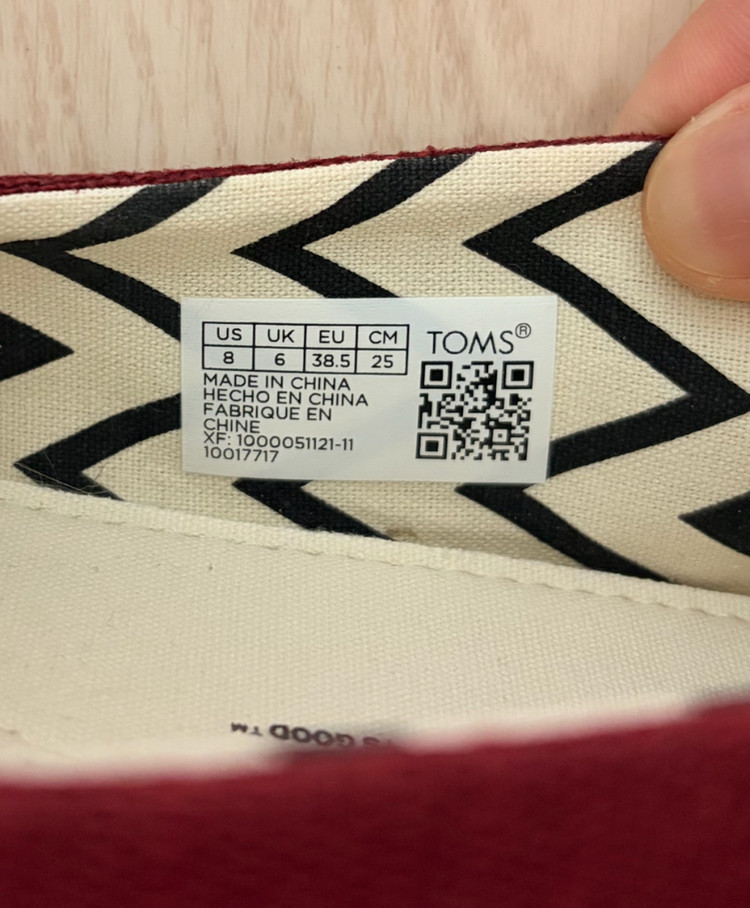 US UK EU CM
8 6 38.5 25
MADE IN CHINA
HECHO EN CHINA
FABRIQUE EN
CHINE
XF: 1000051121-11
10017717
TOMS®
GOOD™